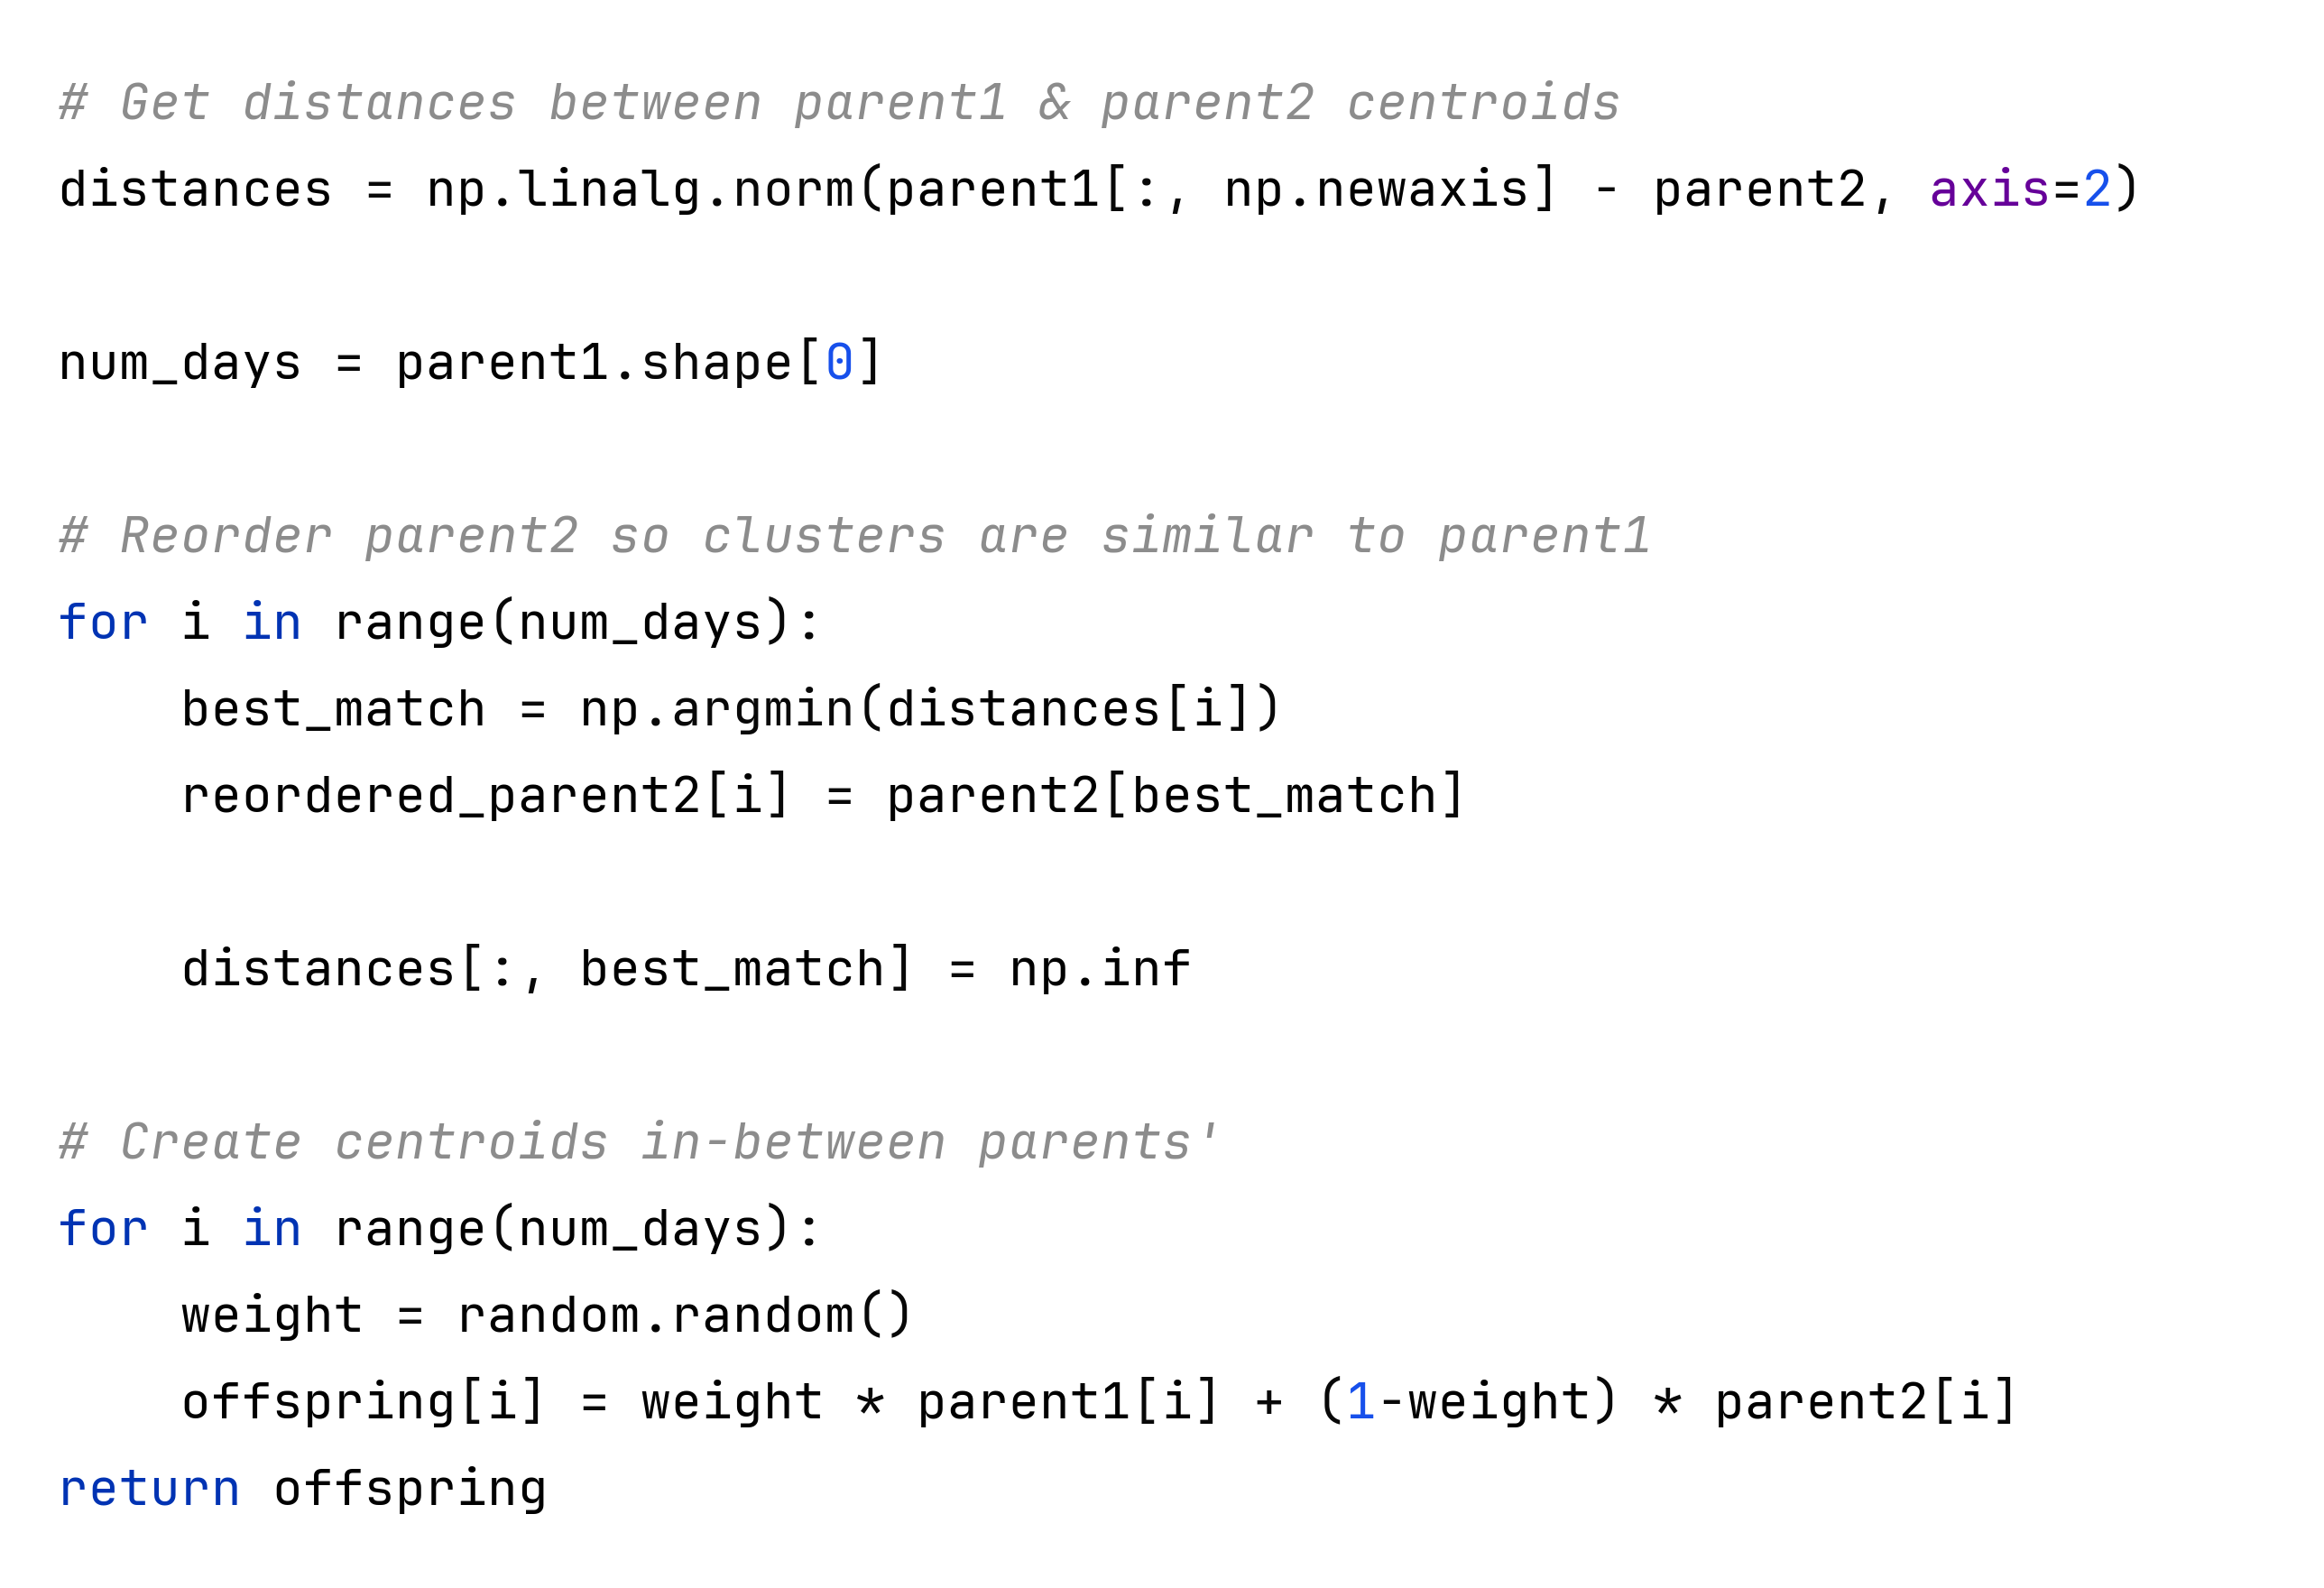 # Get distances between parent1 & parent2 centroids
distances = np.linalg.norm(parent1[:, np.newaxis] - parent2, axis=2)
num_days = parent1.shape[0]
# Reorder parent2 so clusters are similar to parent1
for i in range(num_days):
    best_match = np.argmin(distances[i])
    reordered_parent2[i] = parent2[best_match]
    distances[:, best_match] = np.inf
# Create centroids in-between parents'
for i in range(num_days):
    weight = random.random()
    offspring[i] = weight * parent1[i] + (1-weight) * parent2[i]
return offspring